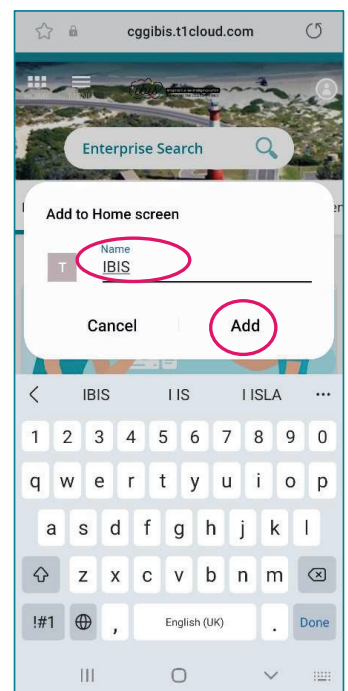 cggibis.t1cloud.com
Enterprise Search
Add to Home screen
Name
T
IBIS
Cancel
Add
IBIS I IS I ISLA
1 2 3 4 5 6 7 8 9 0
q w e r t y u i o p
a s d f g h j k l
z x c v b n m
!#1 , English (UK) . Done